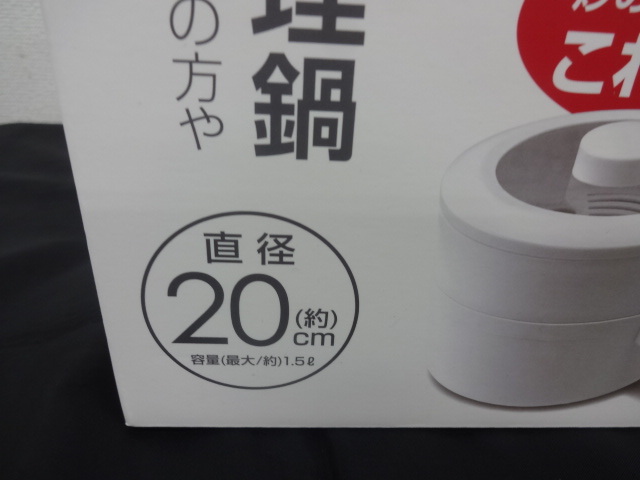 理鍋
の方や
これ
直径
20(約)cm
容量(最大/約)1.5ℓ